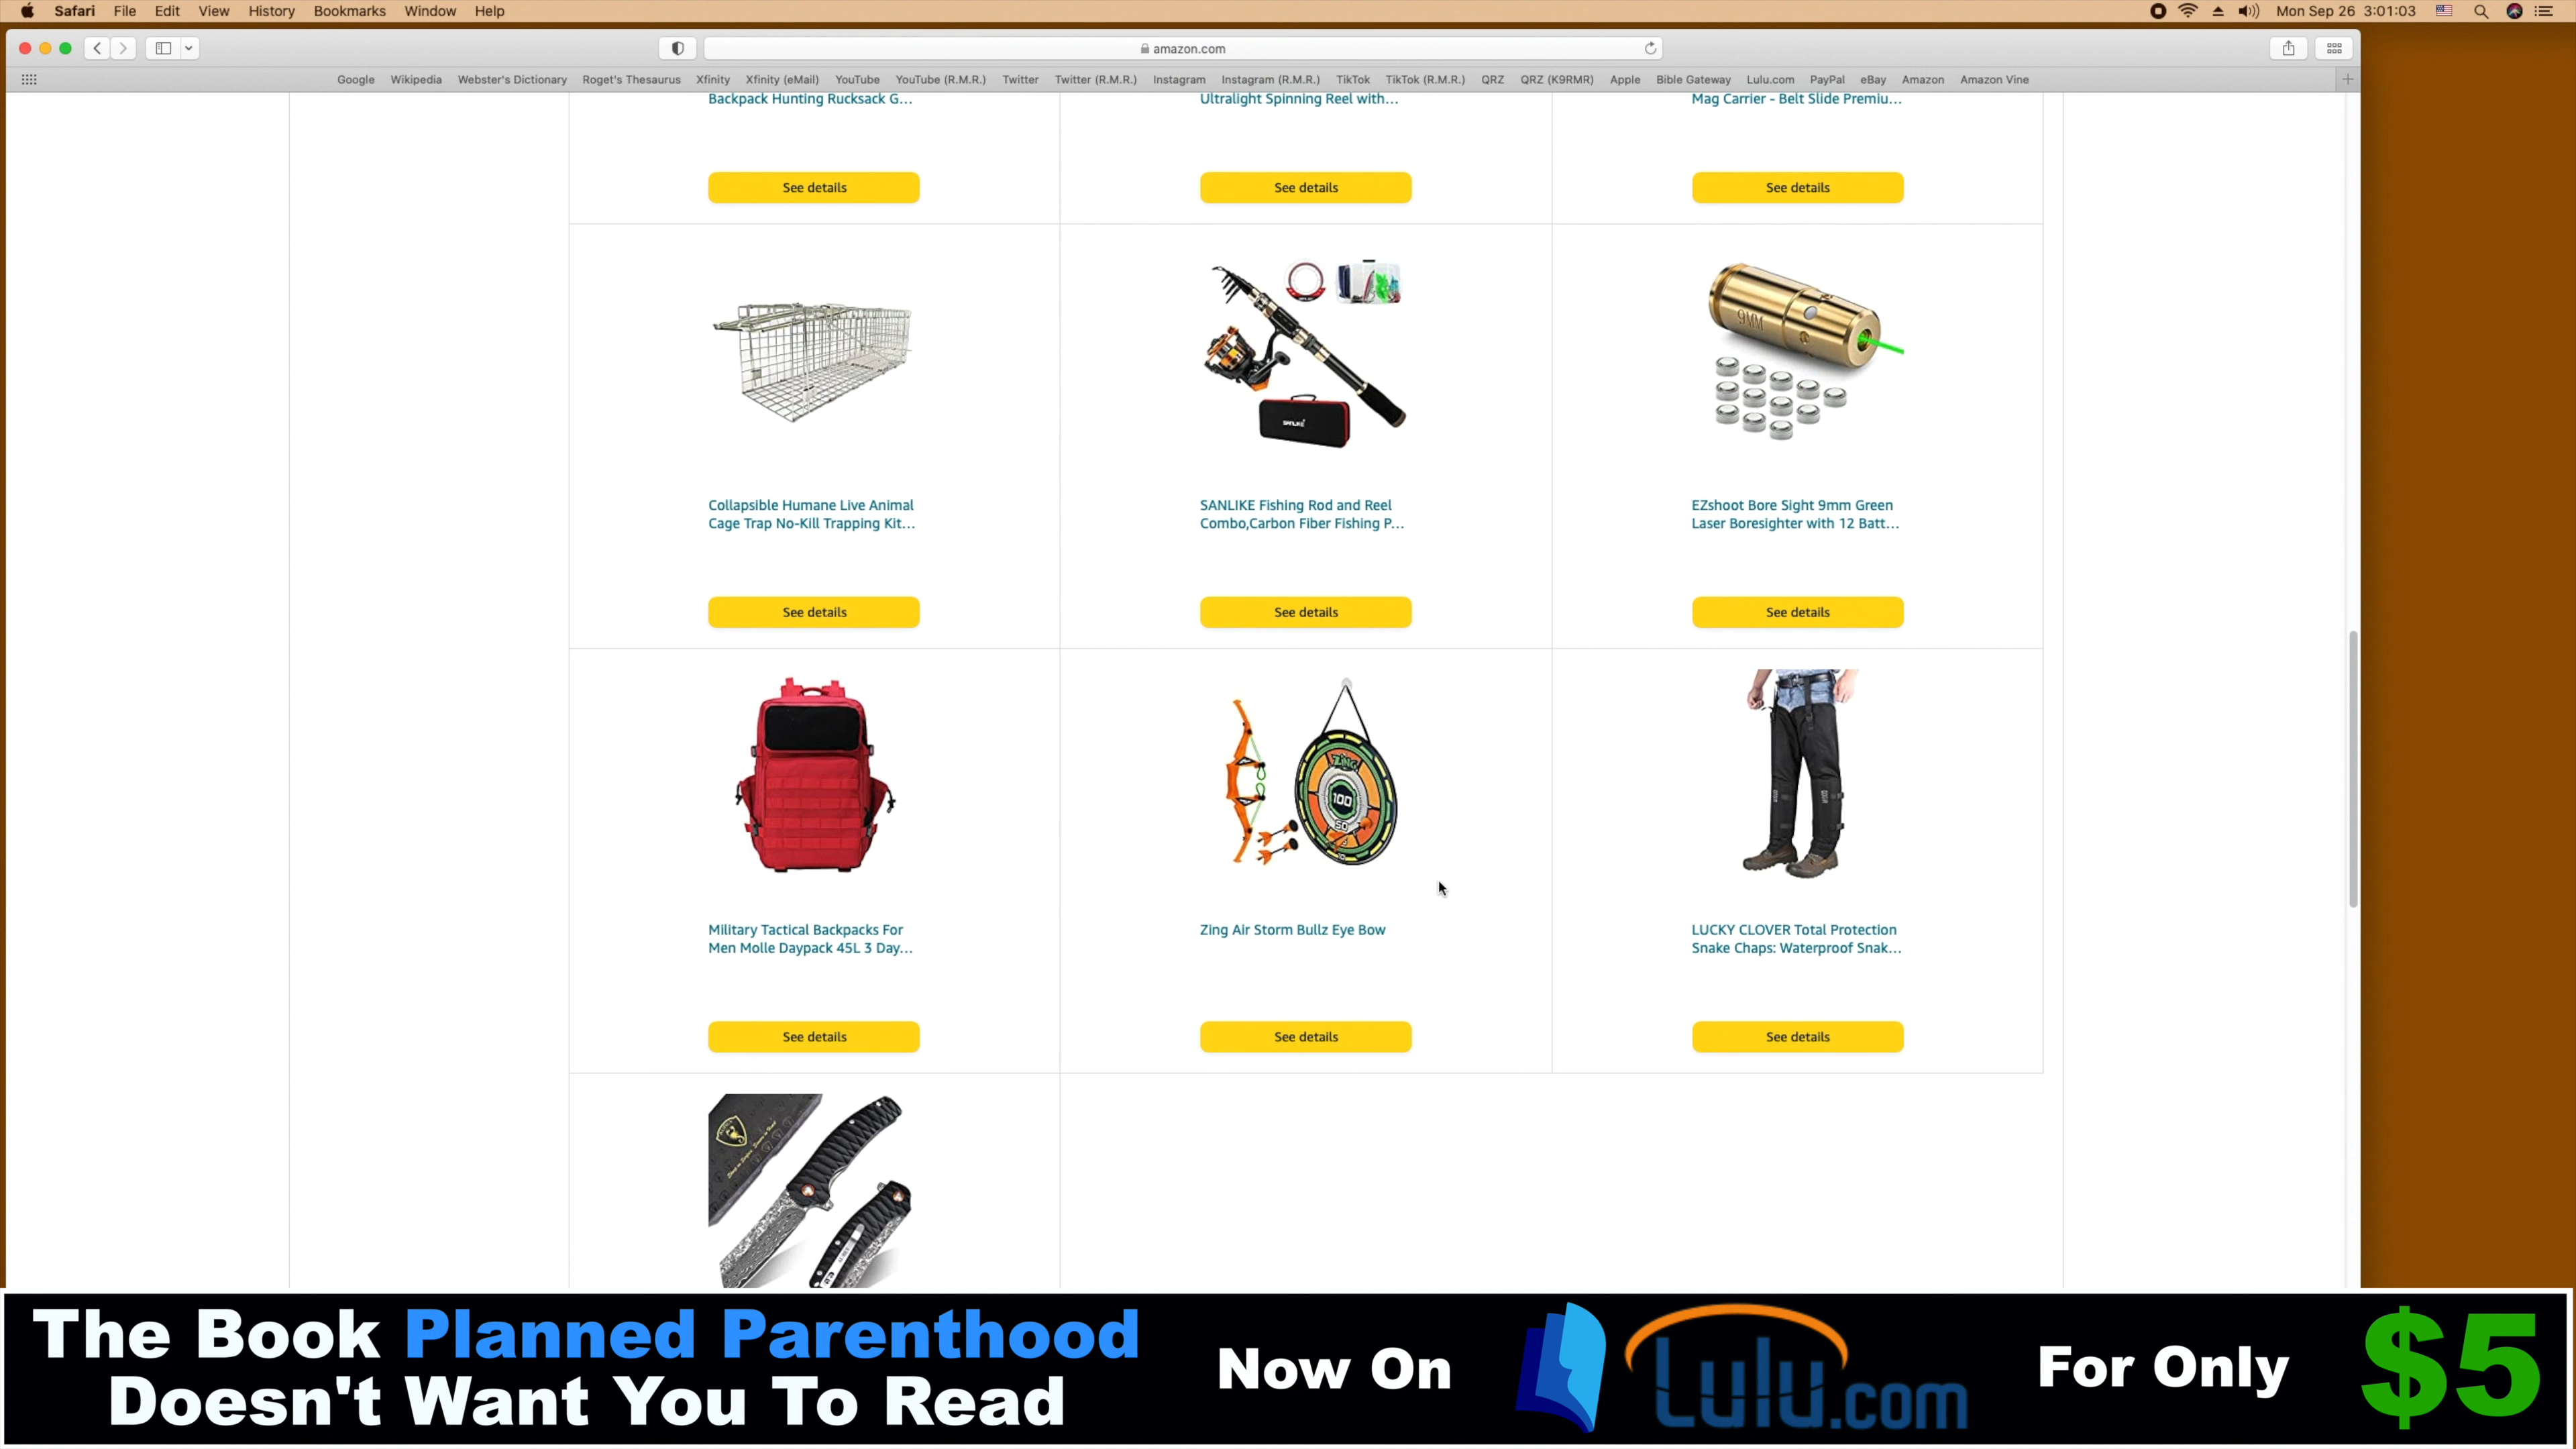 Safari File Edit View History Bookmarks Window Help
Mon Sep 26 3:01:03
amazon.com
Google Wikipedia Webster's Dictionary Roget's Thesaurus Xfinity Xfinity (eMail) YouTube YouTube (R.M.R.) Twitter Twitter (R.M.R.) Instagram Instagram (R.M.R.) TikTok TikTok (R.M.R.) QRZ QRZ (K9RMR) Apple Bible Gateway Lulu.com PayPal eBay Amazon Amazon Vine
Backpack Hunting Rucksack G...
Ultralight Spinning Reel with...
Mag Carrier - Belt Slide Premiu...
See details
See details
See details
9MM
SANLIKE
Collapsible Humane Live Animal
Cage Trap No-Kill Trapping Kit...
SANLIKE Fishing Rod and Reel
Combo,Carbon Fiber Fishing P...
EZshoot Bore Sight 9mm Green
Laser Boresighter with 12 Batt...
See details
See details
See details
ZING
100
50
Military Tactical Backpacks For
Men Molle Daypack 45L 3 Day...
Zing Air Storm Bullz Eye Bow
LUCKY CLOVER Total Protection
Snake Chaps: Waterproof Snak...
See details
See details
See details
The Book Planned Parenthood
Doesn't Want You To Read
Now On
Lulu.com
For Only
$5